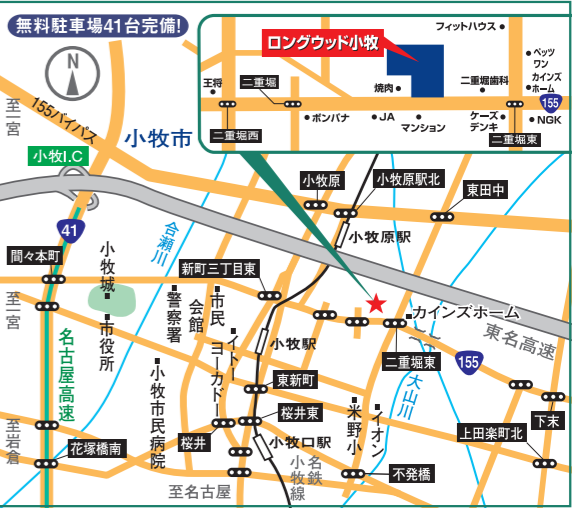 無料駐車場41台完備!
N
至一宮
155バイパス
小牧市
小牧I.C
フィットハウス
ロングウッド小牧
ペッツ
ワン
カインズ
ホーム
王将
二重堀
焼肉
二重堀歯科
155
ボンバナ
JA
マンション
ケーズ
デンキ
NGK
二重堀西
二重堀東
小牧原
小牧原駅北
東田中
41
合瀬川
小牧原駅
間々本町
小牧城
新町三丁目東
至一宮
市役所
警察署
市民
会館
イトー
ヨーカドー
小牧駅
カインズホーム
東名高速
二重堀東
155
名古屋高速
小牧市民病院
東新町
大山川
桜井東
米野小
イオン
下末
上田楽町北
至岩倉
花塚橋南
桜井
小牧口駅
不発橋
至名古屋
名鉄
小牧線